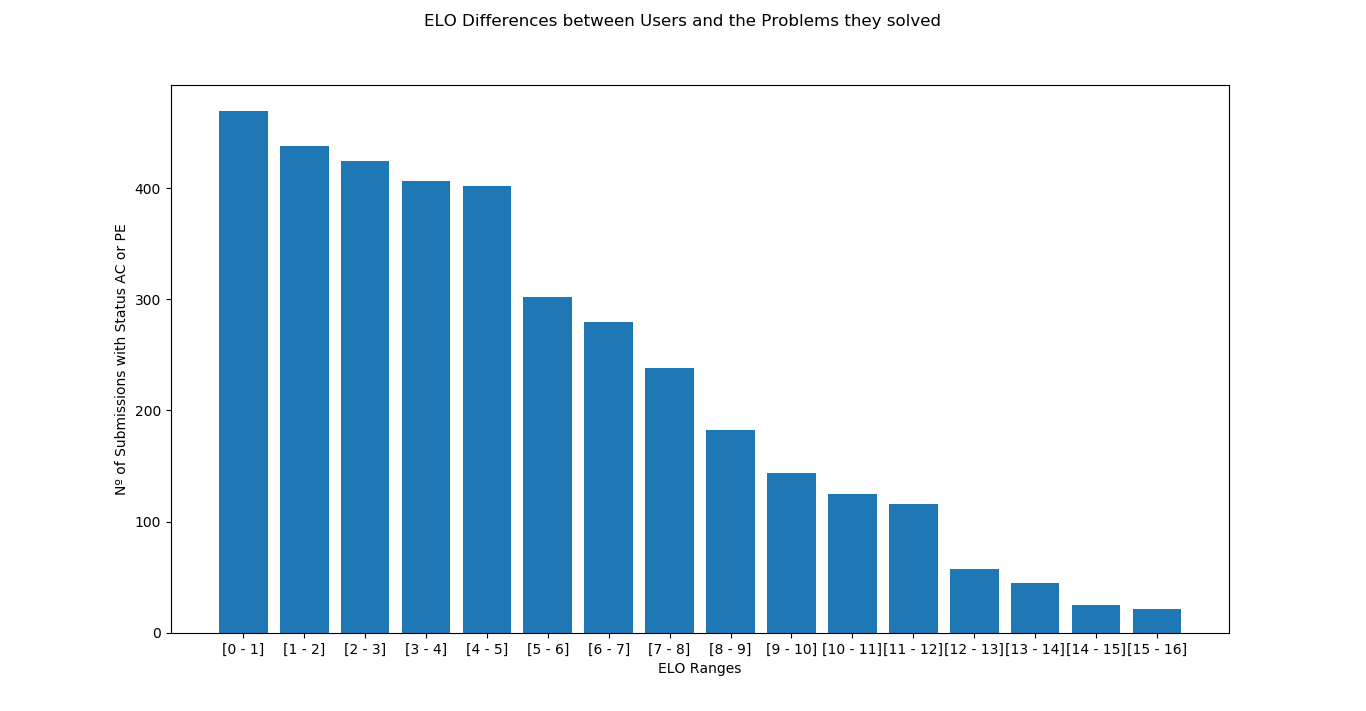 ELO Differences between Users and the Problems they solved
Nº of Submissions with Status AC or PE
400
300
200
100
0
[0 - 1] [1 - 2] [2 - 3] [3 - 4] [4 - 5] [5 - 6] [6 - 7] [7 - 8] [8 - 9] [9 - 10] [10 - 11] [11 - 12] [12 - 13] [13 - 14] [14 - 15] [15 - 16]
ELO Ranges